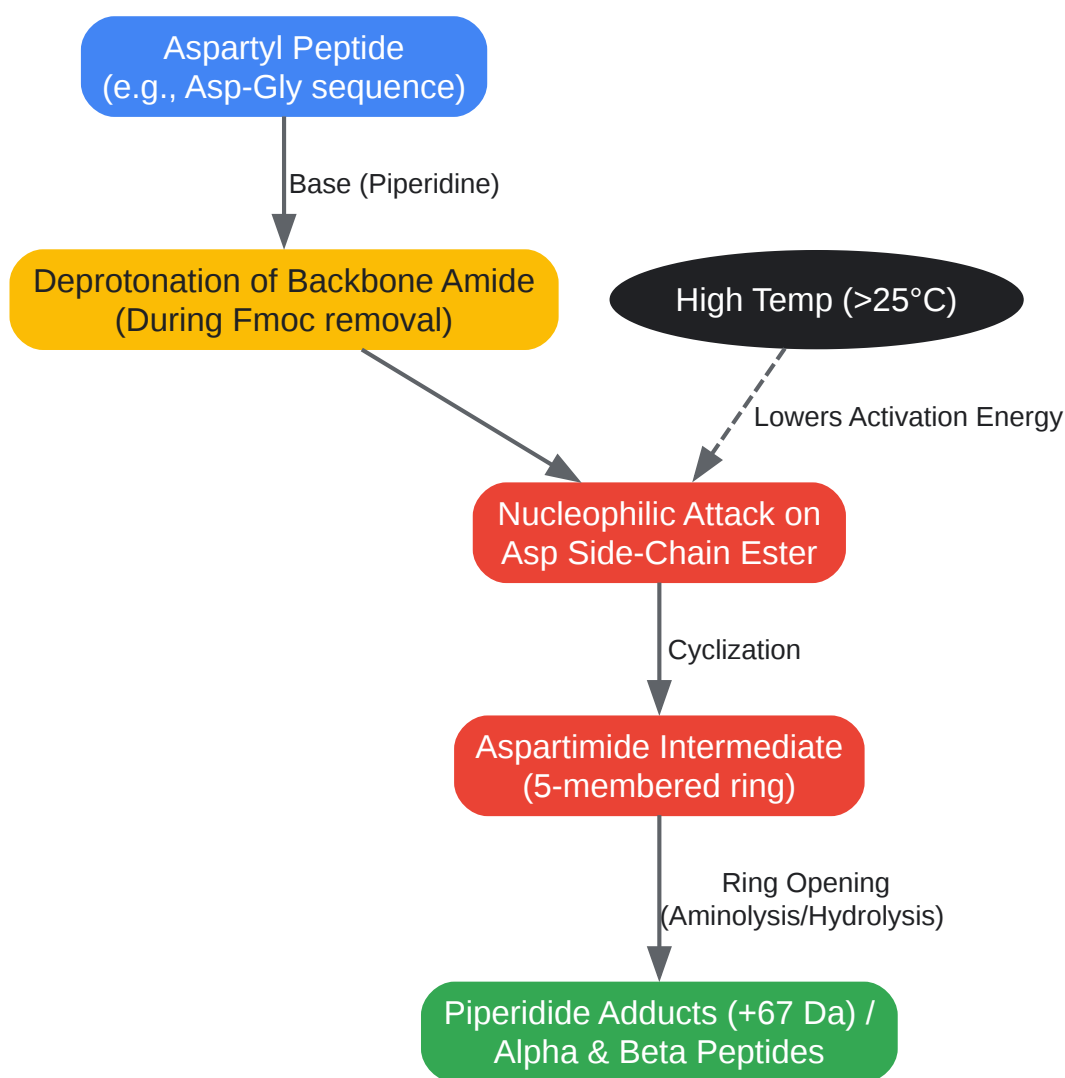 Aspartyl Peptide
(e.g., Asp-Gly sequence)
Base (Piperidine)
Deprotonation of Backbone Amide
(During Fmoc removal)
High Temp (>25°C)
Lowers Activation Energy
Nucleophilic Attack on
Asp Side-Chain Ester
Cyclization
Aspartimide Intermediate
(5-membered ring)
Ring Opening
(Aminolysis/Hydrolysis)
Piperidide Adducts (+67 Da) /
Alpha & Beta Peptides